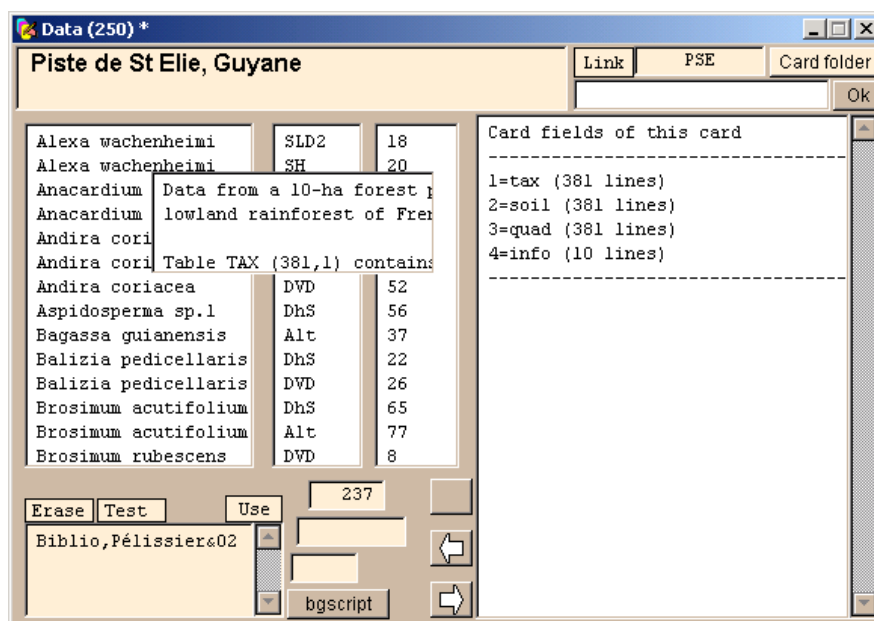 Data (250) *
Piste de St Elie, Guyane
Link PSE Card folder
Ok
Alexa wachenheimi SLD2 18
Alexa wachenheimi SH 20
Anacardium
Anacardium
Andira cori
Andira cori
Data from a 10-ha forest
lowland rainforest of Fren
Table TAX (381,1) contains
Andira coriacea DVD 52
Aspidosperma sp.1 DhS 56
Bagassa guianensis Alt 37
Balizia pedicellaris DhS 22
Balizia pedicellaris DVD 26
Brosimum acutifolium DhS 65
Brosimum acutifolium Alt 77
Brosimum rubescens DVD 8
Card fields of this card
--------------------------------
1=tax (381 lines)
2=soil (381 lines)
3=quad (381 lines)
4=info (10 lines)
--------------------------------
Erase Test Use
237
Biblio,Pélissier&02
bgscript